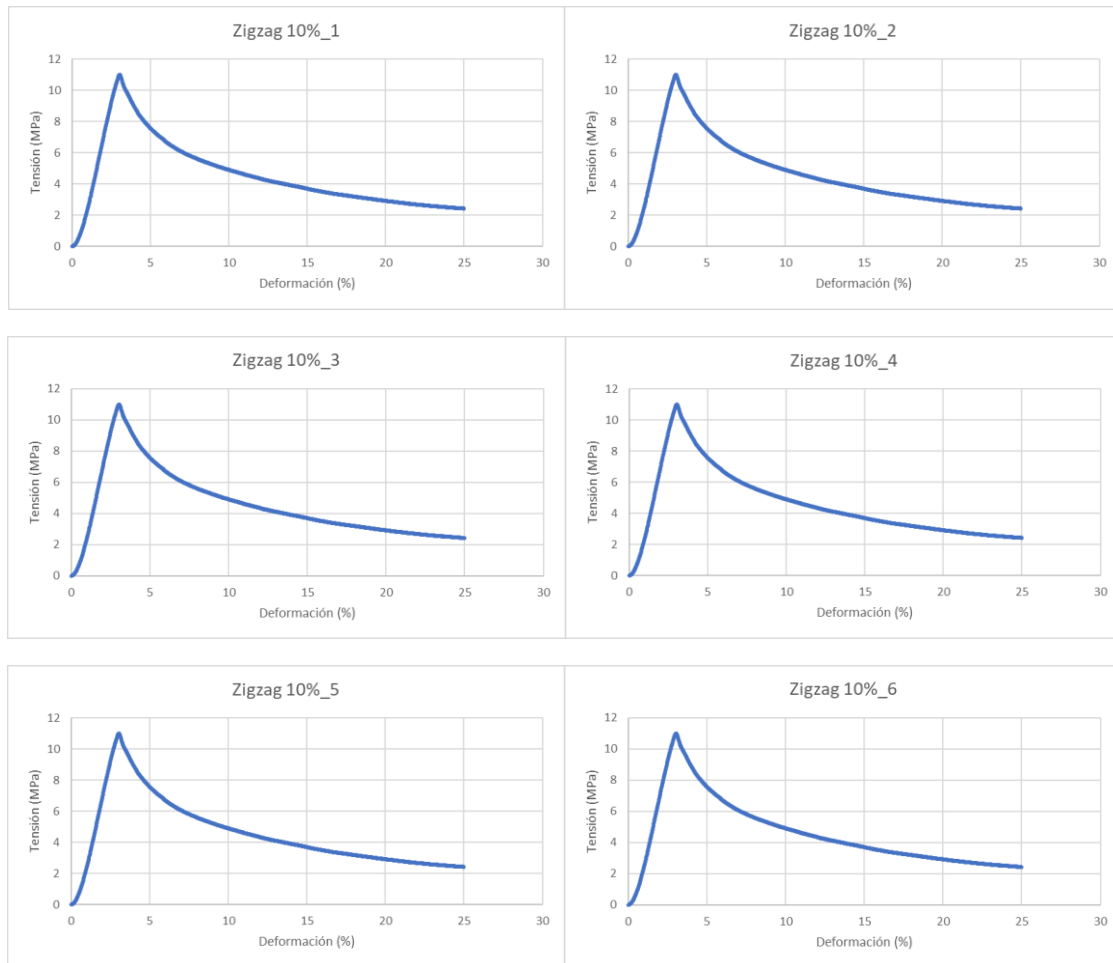 Zigzag 10%_1
Tensión (MPa)
12
10
8
6
4
2
0
0 5 10 15 20 25 30
Deformación (%)
Zigzag 10%_2
Tensión (MPa)
12
10
8
6
4
2
0
0 5 10 15 20 25 30
Deformación (%)
Zigzag 10%_3
Tensión (MPa)
12
10
8
6
4
2
0
0 5 10 15 20 25 30
Deformación (%)
Zigzag 10%_4
Tensión (MPa)
12
10
8
6
4
2
0
0 5 10 15 20 25 30
Deformación (%)
Zigzag 10%_5
Tensión (MPa)
12
10
8
6
4
2
0
0 5 10 15 20 25 30
Deformación (%)
Zigzag 10%_6
Tensión (MPa)
12
10
8
6
4
2
0
0 5 10 15 20 25 30
Deformación (%)